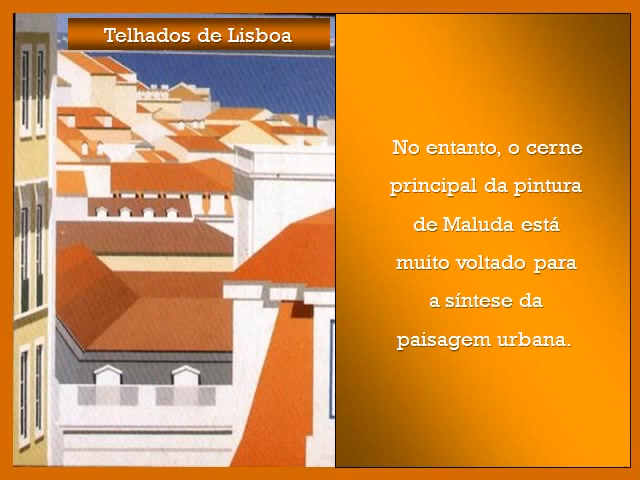 Telhados de Lisboa
No entanto, o cerne
principal da pintura
de Maluda está
muito voltado para
a síntese da
paisagem urbana.